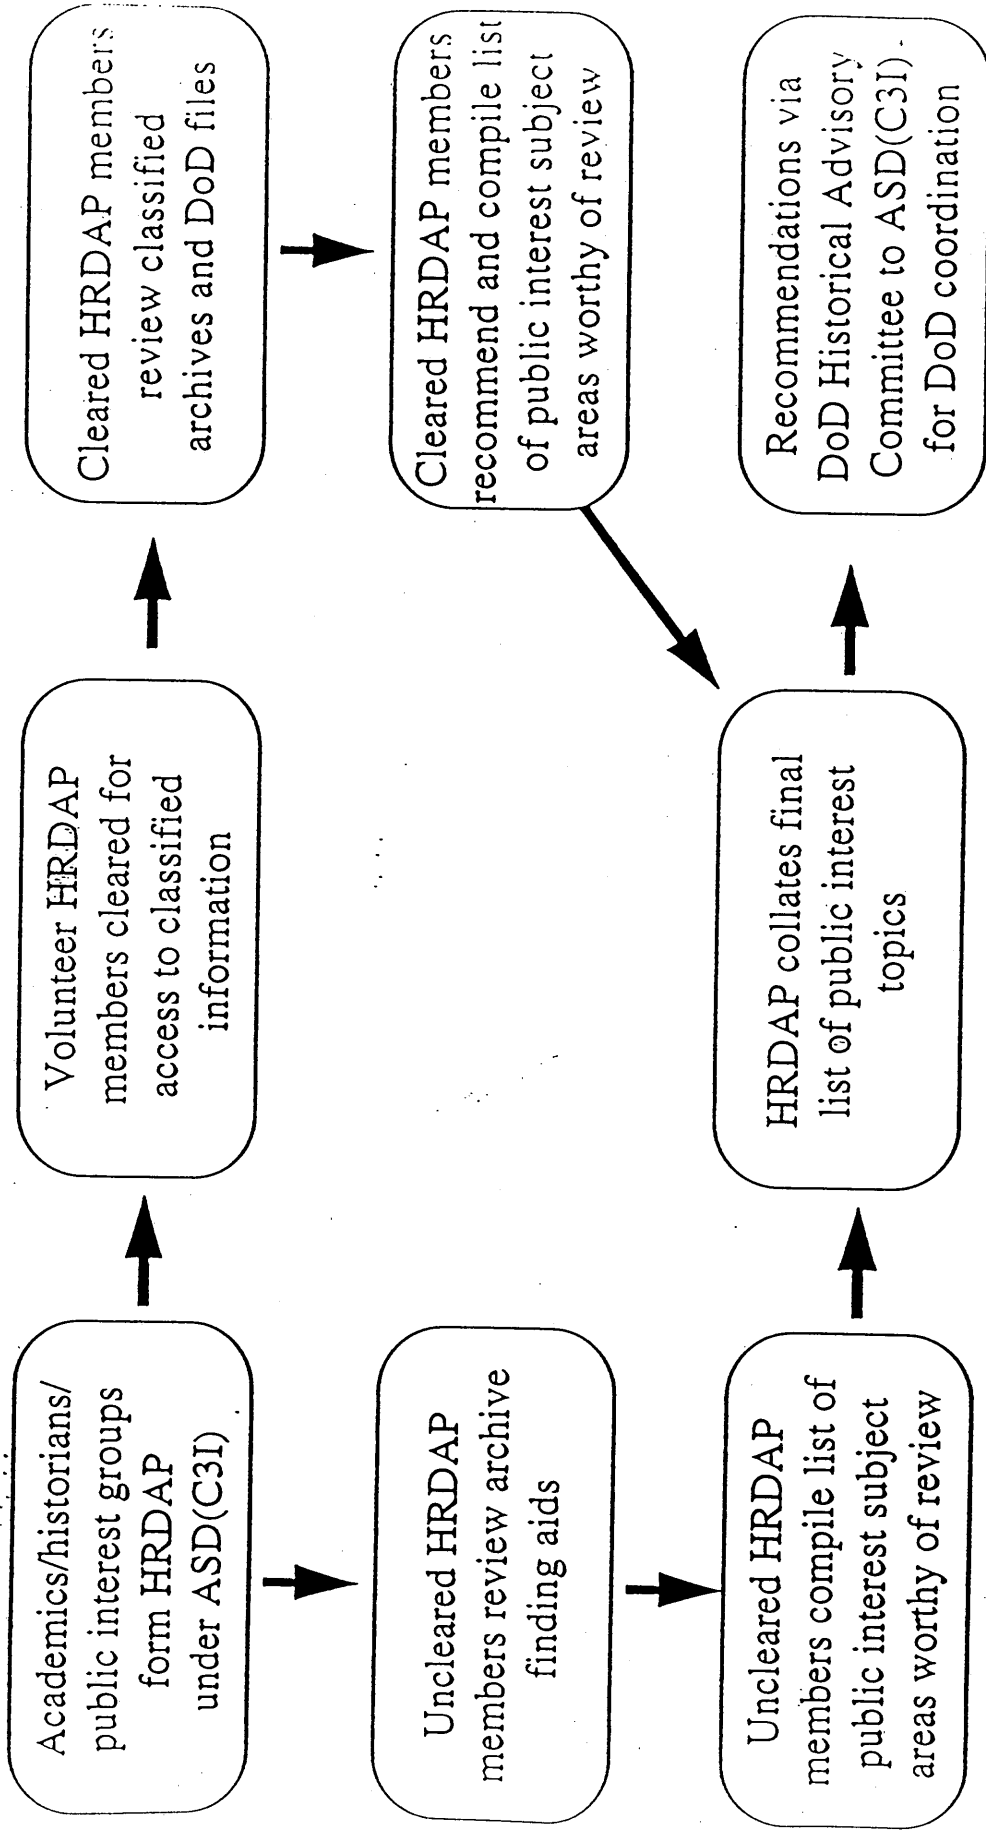 Academics/historians/
public interest groups
form HRDAP
under ASD(C3I)
Volunteer HRDAP
members cleared for
access to classified
information
Cleared HRDAP members
review classified
archives and DoD files
Uncleared HRDAP
members review archive
finding aids
Cleared HRDAP members
recommend and compile list
of public interest subject
areas worthy of review
Uncleared HRDAP
members compile list of
public interest subject
areas worthy of review
HRDAP collates final
list of public interest
topics
Recommendations via
DoD Historical Advisory
Committee to ASD(C3I)
for DoD coordination